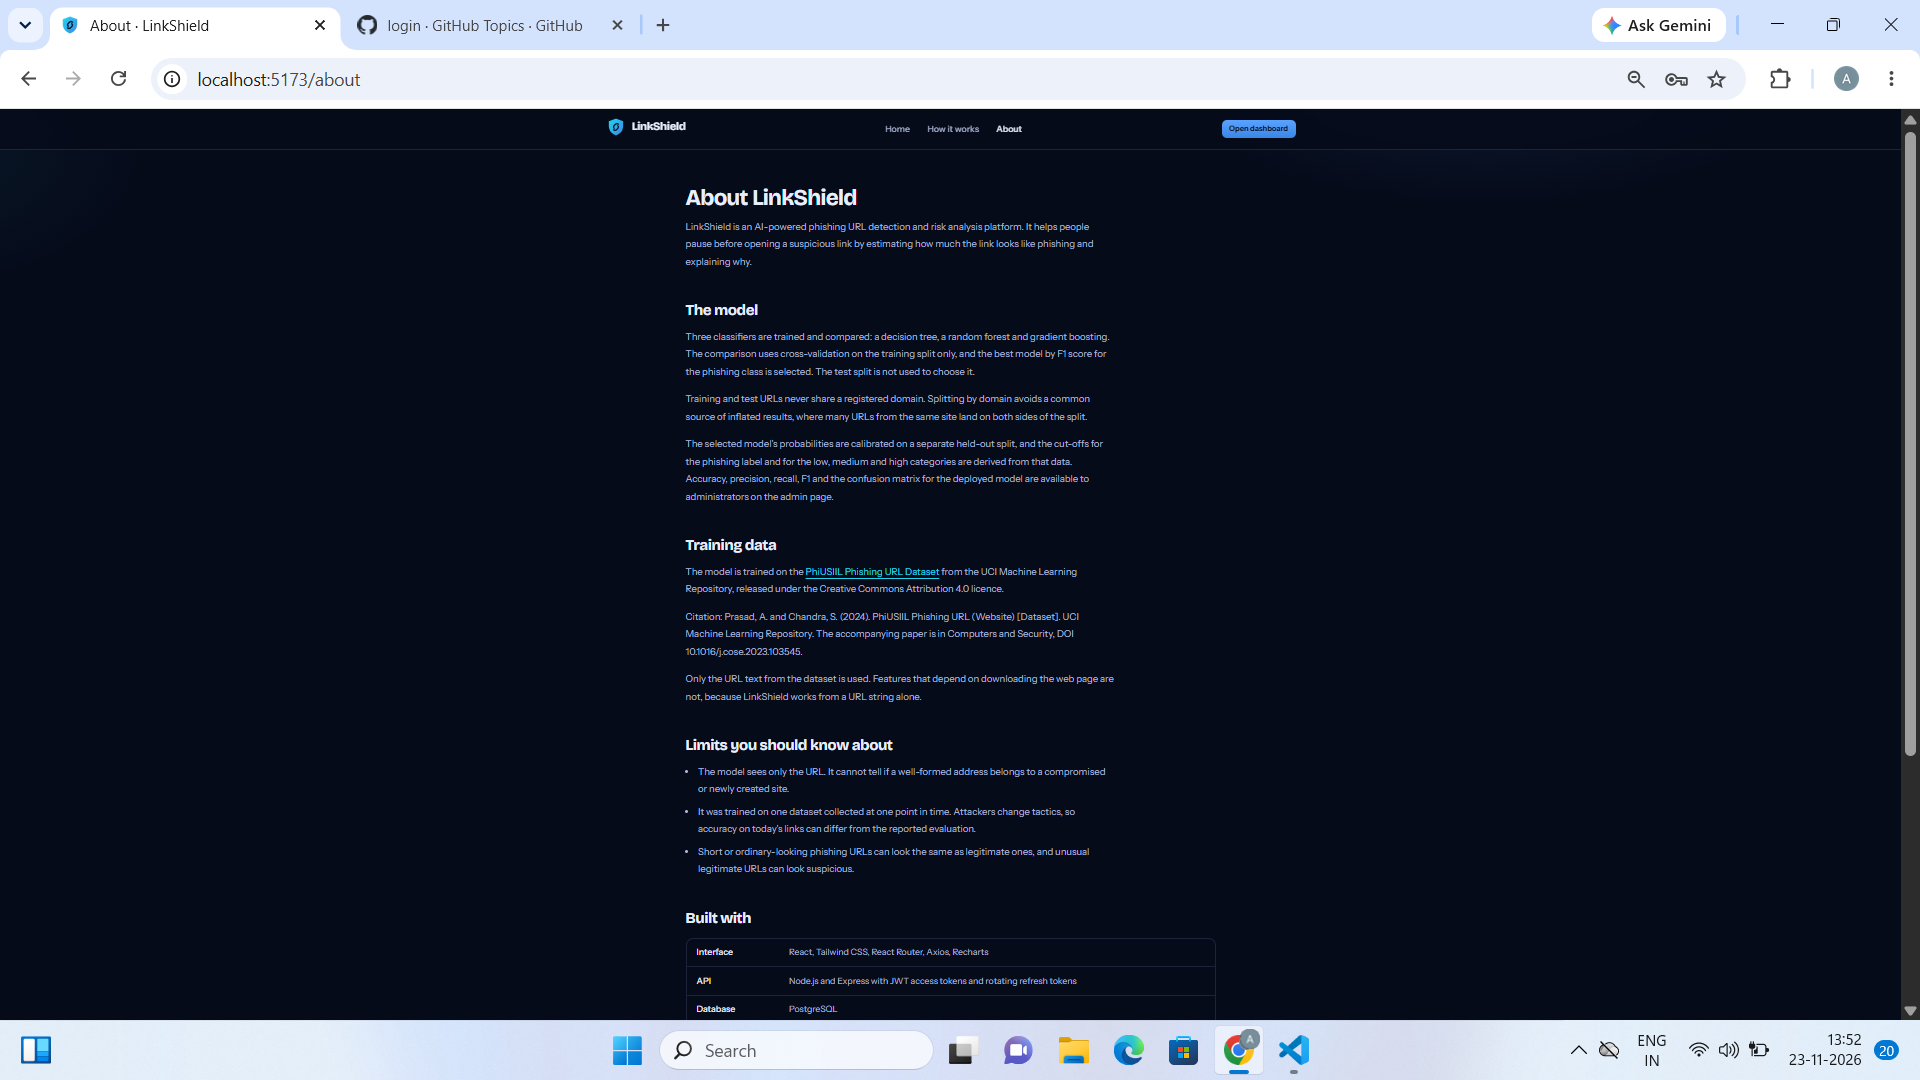 About · LinkShield
login · GitHub Topics · GitHub
Ask Gemini
localhost:5173/about
A
LinkShield
Home
How it works
About
Open dashboard
About LinkShield
LinkShield is an AI-powered phishing URL detection and risk analysis platform. It helps people
pause before opening a suspicious link by estimating how much the link looks like phishing and
explaining why.
The model
Three classifiers are trained and compared: a decision tree, a random forest and gradient boosting.
The comparison uses cross-validation on the training split only, and the best model by F1 score for
the phishing class is selected. The test split is not used to choose it.
Training and test URLs never share a registered domain. Splitting by domain avoids a common
source of inflated results, where many URLs from the same site land on both sides of the split.
The selected model's probabilities are calibrated on a separate held-out split, and the cut-offs for
the phishing label and for the low, medium and high categories are derived from that data.
Accuracy, precision, recall, F1 and the confusion matrix for the deployed model are available to
administrators on the admin page.
Training data
The model is trained on the PhiUSIIL Phishing URL Dataset from the UCI Machine Learning
Repository, released under the Creative Commons Attribution 4.0 licence.
Citation: Prasad, A. and Chandra, S. (2024). PhiUSIIL Phishing URL (Website) [Dataset]. UCI
Machine Learning Repository. The accompanying paper is in Computers and Security, DOI
10.1016/j.cose.2023.103545.
Only the URL text from the dataset is used. Features that depend on downloading the web page are
not, because LinkShield works from a URL string alone.
Limits you should know about
• The model sees only the URL. It cannot tell if a well-formed address belongs to a compromised
or newly created site.
• It was trained on one dataset collected at one point in time. Attackers change tactics, so
accuracy on today's links can differ from the reported evaluation.
• Short or ordinary-looking phishing URLs can look the same as legitimate ones, and unusual
legitimate URLs can look suspicious.
Built with
Interface React, Tailwind CSS, React Router, Axios, Recharts
API Node.js and Express with JWT access tokens and rotating refresh tokens
Database PostgreSQL
Search
A
ENG
IN
13:52
23-11-2026
20